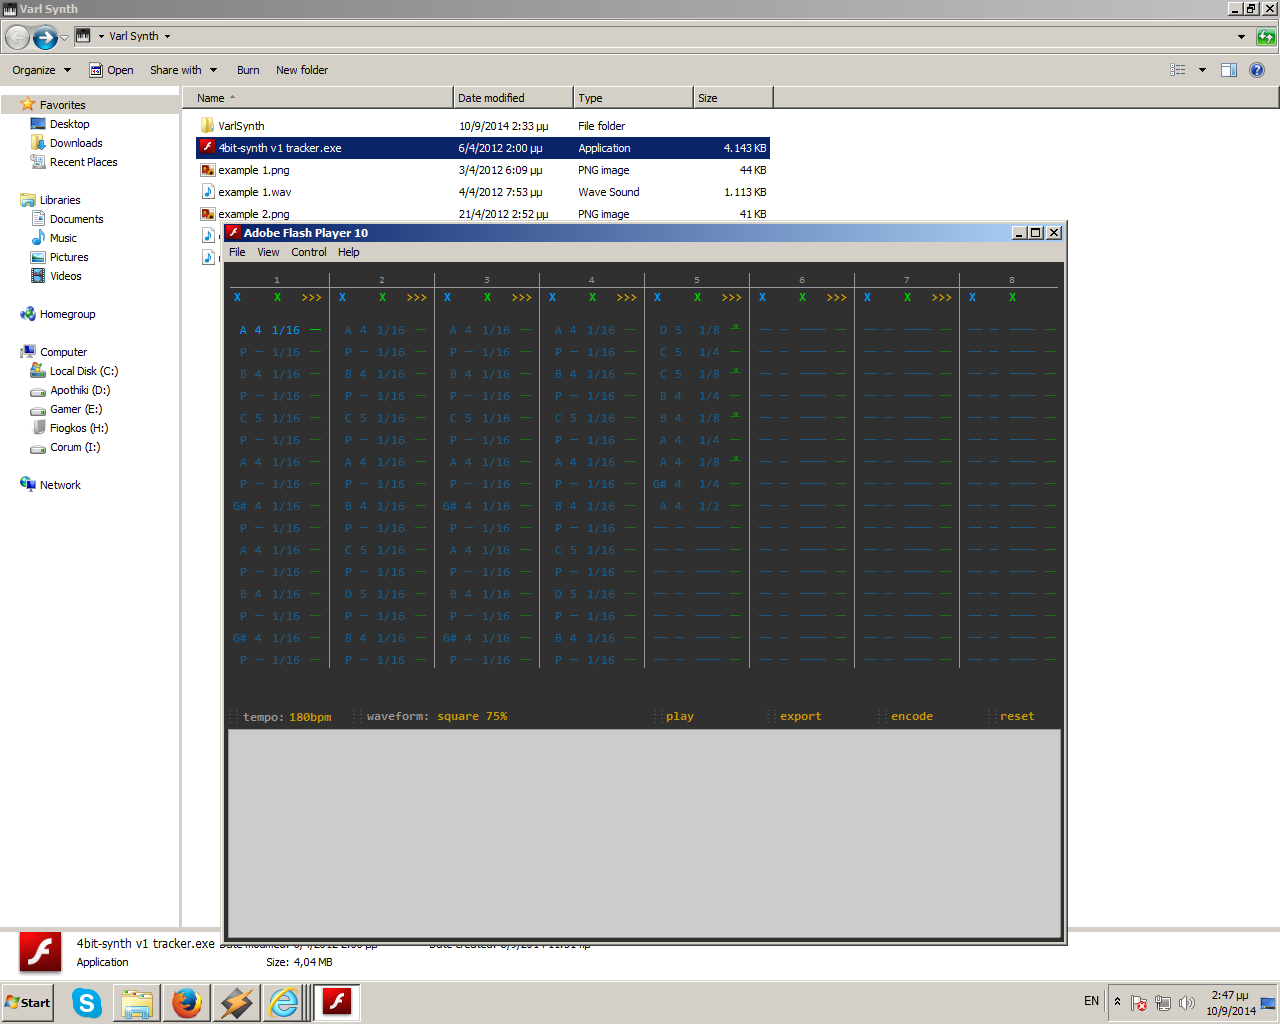 Varl Synth
Varl Synth
Organize Open Share with Burn New folder
Name Date modified Type Size
Favorites
Desktop
Downloads
Recent Places
Libraries
Documents
Music
Pictures
Videos
Homegroup
Computer
Local Disk (C:)
Apothiki (D:)
Gamer (E:)
Fiogkos (H:)
Corum (I:)
Network
VarlSynth 10/9/2014 2:33 μμ File folder
4bit-synth v1 tracker.exe 6/4/2012 2:00 μμ Application 4.143 KB
example 1.png 3/4/2012 6:09 μμ PNG image 44 KB
example 1.wav 4/4/2012 7:53 μμ Wave Sound 1.113 KB
example 2.png 21/4/2012 2:52 μμ PNG image 41 KB
Adobe Flash Player 10
File View Control Help
1 2 3 4 5 6 7 8
X X >>> X X >>> X X >>> X X >>> X X >>> X X >>> X X >>> X X
A 4 1/16 — A 4 1/16 — A 4 1/16 — A 4 1/16 — D 5 1/8
P – 1/16 — P – 1/16 — P – 1/16 — P – 1/16 — C 5 1/4
B 4 1/16 — B 4 1/16 — B 4 1/16 — B 4 1/16 — C 5 1/8
P – 1/16 — P – 1/16 — P – 1/16 — P – 1/16 — B 4 1/4
C 5 1/16 — C 5 1/16 — C 5 1/16 — C 5 1/16 — B 4 1/8
P – 1/16 — P – 1/16 — P – 1/16 — P – 1/16 — A 4 1/4
A 4 1/16 — A 4 1/16 — A 4 1/16 — A 4 1/16 — A 4 1/8
P – 1/16 — P – 1/16 — P – 1/16 — P – 1/16 — G# 4 1/4
G# 4 1/16 — B 4 1/16 — G# 4 1/16 — B 4 1/16 — A 4 1/2 —
P – 1/16 — P – 1/16 — P – 1/16 — P – 1/16 —
A 4 1/16 — C 5 1/16 — A 4 1/16 — C 5 1/16 —
P – 1/16 — P – 1/16 — P – 1/16 — P – 1/16 —
B 4 1/16 — D 5 1/16 — B 4 1/16 — D 5 1/16 —
P – 1/16 — P – 1/16 — P – 1/16 — P – 1/16 —
G# 4 1/16 — B 4 1/16 — G# 4 1/16 — B 4 1/16 —
P – 1/16 — P – 1/16 — P – 1/16 — P – 1/16 —
tempo: 180bpm waveform: square 75% play export encode reset
4bit-synth v1 tracker.exe
Application Size: 4,04 MB
Start EN 2:47 μμ
10/9/2014